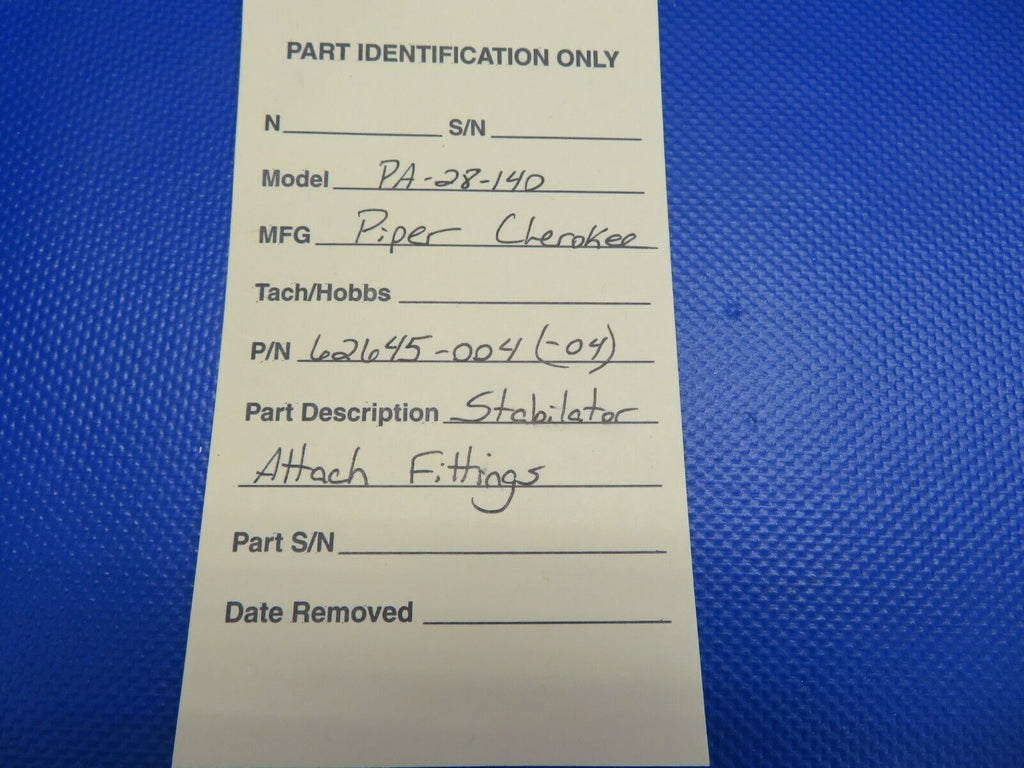 PART IDENTIFICATION ONLY
N S/N
Model PA-28-140
MFG Piper Cherokee
Tach/Hobbs
P/N 62645-004 (-04)
Part Description Stabilator
Attach Fittings
Part S/N
Date Removed